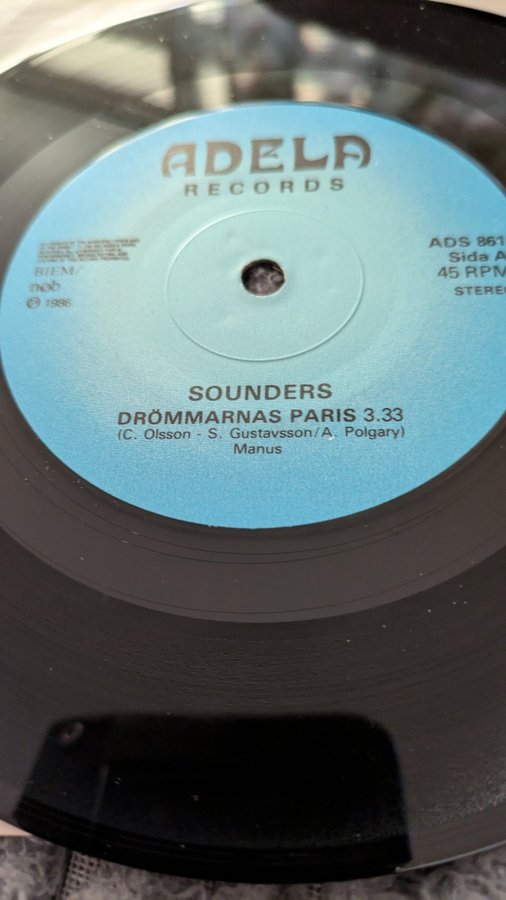 ADELA
RECORDS
BIEM/
ncb
℗ 1986
ADS 861
Sida A
45 RPM
STEREO
SOUNDERS
DRÖMMARNAS PARIS 3.33
(C. Olsson - S. Gustavsson/A. Polgary)
Manus